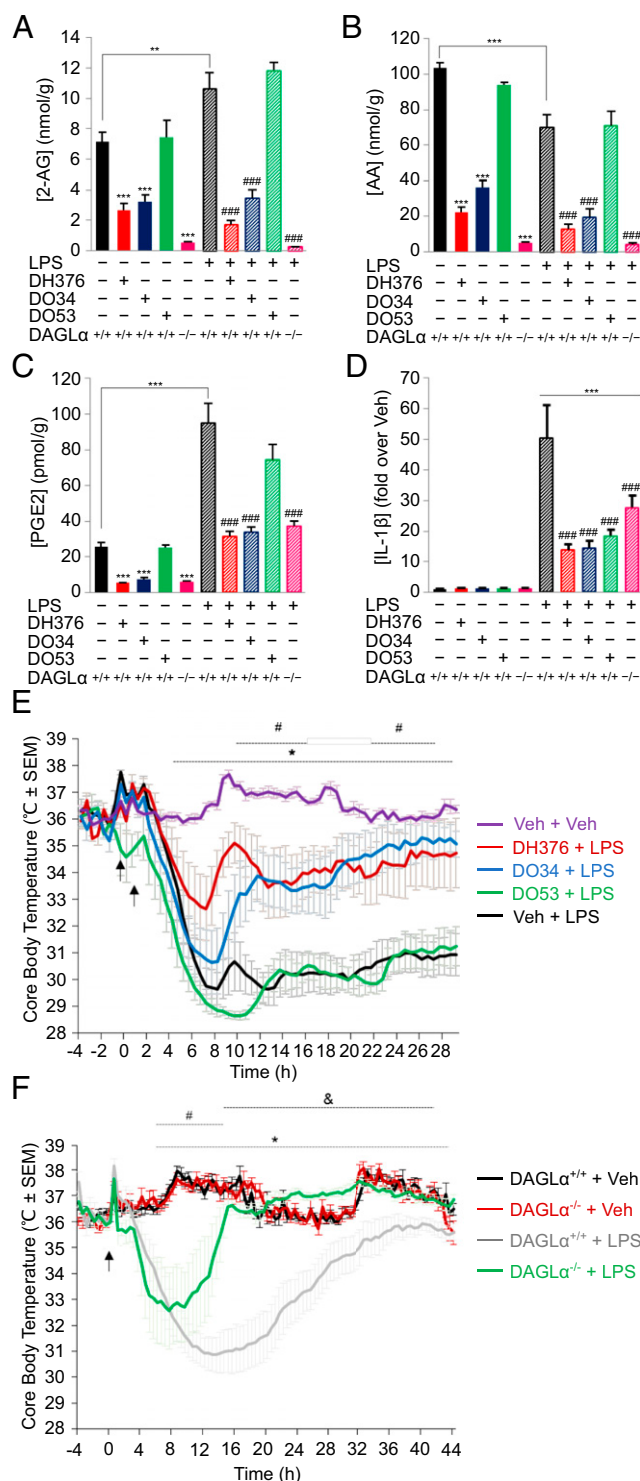 A
[2-AG] (nmol/g)
14
12
10
8
6
4
2
0
**
*** *** *** ### ### ###
LPS − − − − − + + + + +
DH376 − + − − − − + − − −
DO34 − − + − − − − + − −
DO53 − − − + − − − − + −
DAGLα +/+ +/+ +/+ +/+ −/− +/+ +/+ +/+ +/+ −/−
B
[AA] (nmol/g)
120
100
80
60
40
20
0
***
*** *** *** ### ### ###
LPS − − − − − + + + + +
DH376 − + − − − − + − − −
DO34 − − + − − − − + − −
DO53 − − − + − − − − + −
DAGLα +/+ +/+ +/+ +/+ −/− +/+ +/+ +/+ +/+ −/−
C
[PGE2] (pmol/g)
120
100
80
60
40
20
0
***
*** *** *** ### ### ###
LPS − − − − − + + + + +
DH376 − + − − − − + − − −
DO34 − − + − − − − + − −
DO53 − − − + − − − − + −
DAGLα +/+ +/+ +/+ +/+ −/− +/+ +/+ +/+ +/+ −/−
D
[IL-1β] (fold over Veh)
70
60
50
40
30
20
10
0
***
### ### ### ###
LPS − − − − − + + + + +
DH376 − + − − − − + − − −
DO34 − − + − − − − + − −
DO53 − − − + − − − − + −
DAGLα +/+ +/+ +/+ +/+ −/− +/+ +/+ +/+ +/+ −/−
E
Core Body Temperature (℃ ± SEM)
39
38
37
36
35
34
33
32
31
30
29
28
# #
*
-4 -2 0 2 4 6 8 10 12 14 16 18 20 22 24 26 28
Time (h)
Veh + Veh
DH376 + LPS
DO34 + LPS
DO53 + LPS
Veh + LPS
F
Core Body Temperature (℃ ± SEM)
39
38
37
36
35
34
33
32
31
30
29
28
&
#
*
-4 0 4 8 12 16 20 24 28 32 36 40 44
Time (h)
DAGLα+/+ + Veh
DAGLα-/- + Veh
DAGLα+/+ + LPS
DAGLα-/- + LPS